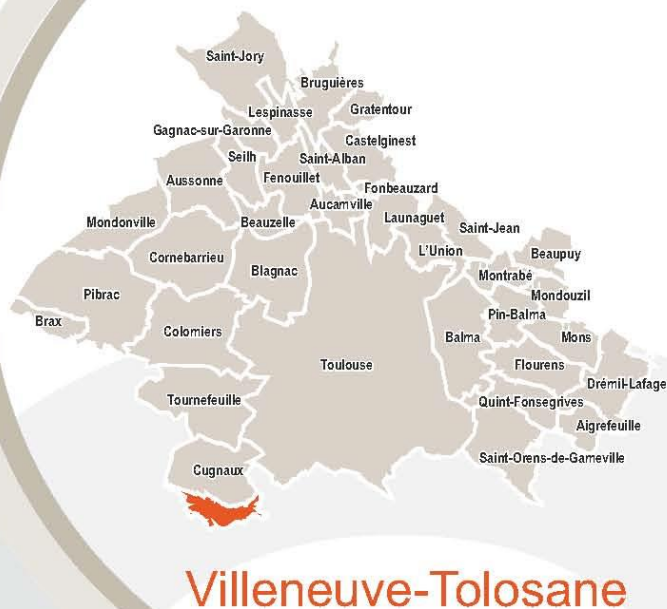 Saint-Jory
Bruguières
Lespinasse
Gratentour
Gagnac-sur-Garonne
Castelginest
Seilh
Saint-Alban
Aussonne
Fenouillet
Fonbeauzard
Aucamville
Launaguet
Mondonville
Beauzelle
Saint-Jean
L'Union
Beaupuy
Cornebarrieu
Blagnac
Montrabé
Pibrac
Mondouzil
Brax
Pin-Balma
Colomiers
Balma
Mons
Toulouse
Flourens
Drémil-Lafage
Tournefeuille
Quint-Fonsegrives
Aigrefeuille
Cugnaux
Saint-Orens-de-Gameville
Villeneuve-Tolosane